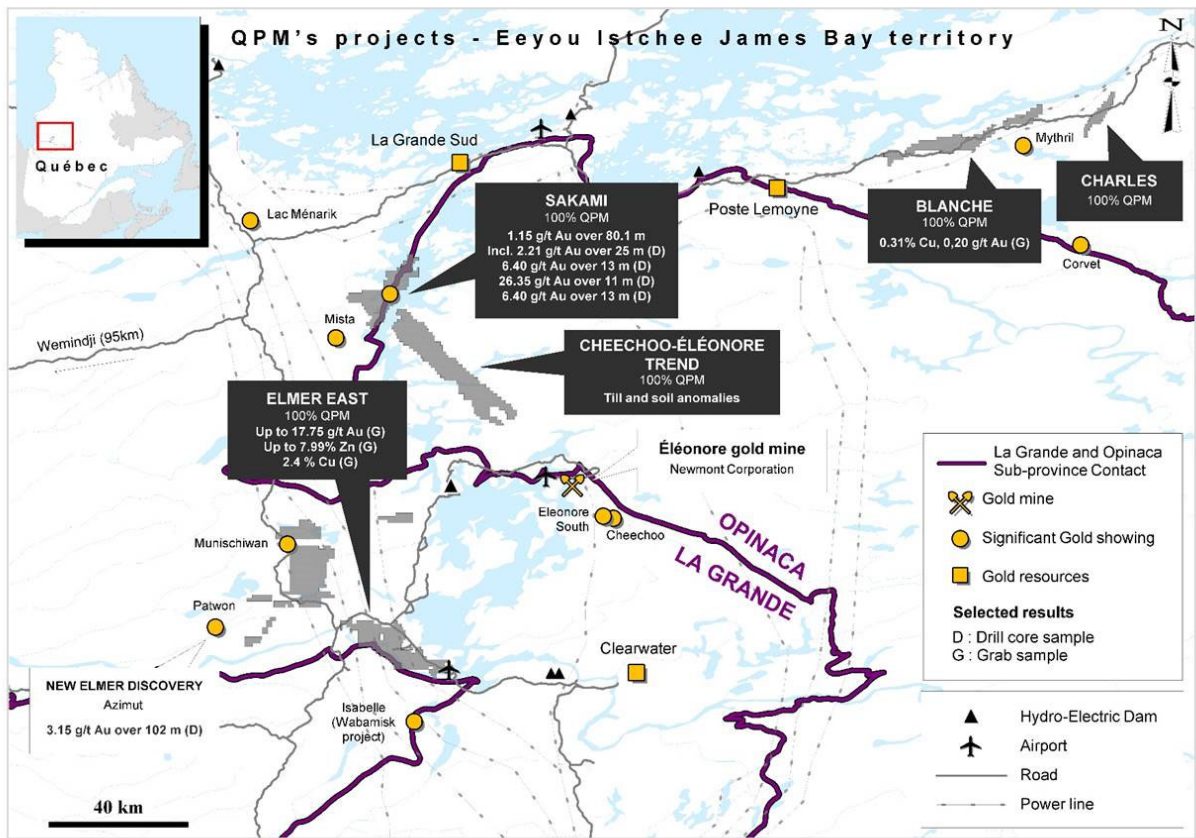 QPM's projects - Eeyou Istchee James Bay territory
Québec
N
La Grande Sud
Lac Ménarik
Mythril
CHARLES
100% QPM
SAKAMI
100% QPM
1.15 g/t Au over 80.1 m
Incl. 2.21 g/t Au over 25 m (D)
6.40 g/t Au over 13 m (D)
26.35 g/t Au over 11 m (D)
6.40 g/t Au over 13 m (D)
Poste Lemoyne
BLANCHE
100% QPM
0.31% Cu, 0,20 g/t Au (G)
Corvet
Mista
Wemindji (95km)
CHEECHOO-ÉLÉONORE
TREND
100% QPM
Till and soil anomalies
ELMER EAST
100% QPM
Up to 17.75 g/t Au (G)
Up to 7.99% Zn (G)
2.4 % Cu (G)
Éléonore gold mine
Newmont Corporation
Eleonore
South
Cheechoo
OPINACA
LA GRANDE
Munischiwan
Patwon
Clearwater
NEW ELMER DISCOVERY
Azimut
3.15 g/t Au over 102 m (D)
Isabelle
(Wabamisk
project)
40 km
La Grande and Opinaca
Sub-province Contact
Gold mine
Significant Gold showing
Gold resources
Selected results
D : Drill core sample
G : Grab sample
Hydro-Electric Dam
Airport
Road
Power line